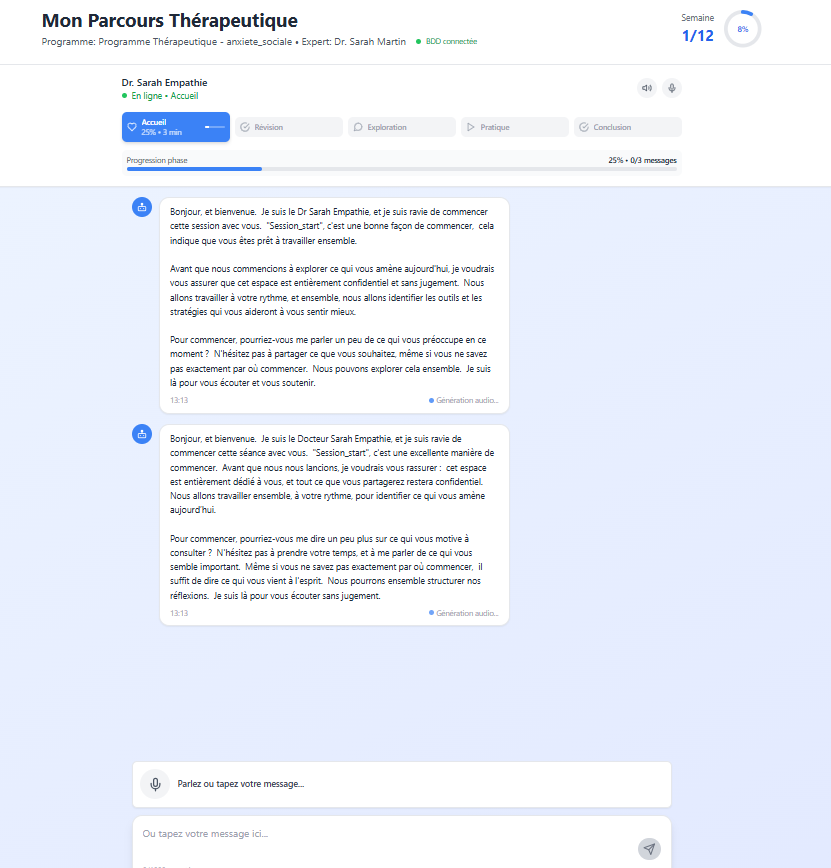 Mon Parcours Thérapeutique
Programme: Programme Thérapeutique - anxiete_sociale • Expert: Dr. Sarah Martin
BDD connectée
Semaine
1/12
8%
Dr. Sarah Empathie
En ligne • Accueil
Accueil
25% • 3 min
Révision
Exploration
Pratique
Conclusion
Progression phase
25% • 0/3 messages
Bonjour, et bienvenue. Je suis le Dr Sarah Empathie, et je suis ravie de commencer
cette session avec vous. "Session_start", c'est une bonne façon de commencer, cela
indique que vous êtes prêt à travailler ensemble.
Avant que nous commencions à explorer ce qui vous amène aujourd'hui, je voudrais
vous assurer que cet espace est entièrement confidentiel et sans jugement. Nous
allons travailler à votre rythme, et ensemble, nous allons identifier les outils et les
stratégies qui vous aideront à vous sentir mieux.
Pour commencer, pourriez-vous me parler un peu de ce qui vous préoccupe en ce
moment ? N'hésitez pas à partager ce que vous souhaitez, même si vous ne savez
pas exactement par où commencer. Nous pouvons explorer cela ensemble. Je suis
là pour vous écouter et vous soutenir.
13:13
Génération audio...
Bonjour, et bienvenue. Je suis le Docteur Sarah Empathie, et je suis ravie de
commencer cette séance avec vous. "Session_start", c'est une excellente manière de
commencer. Avant que nous nous lancions, je voudrais vous rassurer : cet espace
est entièrement dédié à vous, et tout ce que vous partagerez restera confidentiel.
Nous allons travailler ensemble, à votre rythme, pour identifier ce qui vous amène
aujourd'hui.
Pour commencer, pourriez-vous me dire un peu plus sur ce qui vous motive à
consulter ? N'hésitez pas à prendre votre temps, et à me parler de ce qui vous
semble important. Même si vous ne savez pas exactement par où commencer, il
suffit de dire ce qui vous vient à l'esprit. Nous pourrons ensemble structurer nos
réflexions. Je suis là pour vous écouter sans jugement.
13:13
Génération audio...
Parlez ou tapez votre message...
Ou tapez votre message ici...